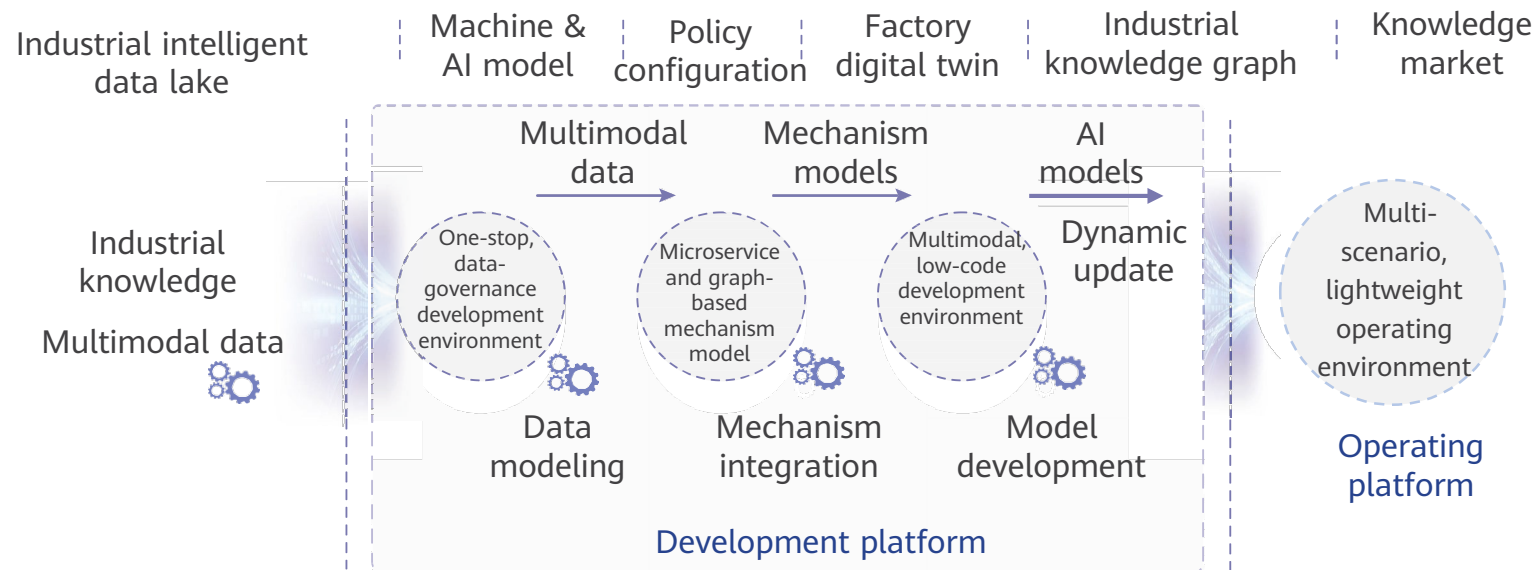 Industrial intelligent
data lake
Machine &
AI model
Policy
configuration
Factory
digital twin
Industrial
knowledge graph
Knowledge
market
Industrial
knowledge
Multimodal data
Multimodal
data
Mechanism
models
AI
models
Dynamic
update
One-stop,
data-
governance
development
environment
Microservice
and graph-
based
mechanism
model
Multimodal,
low-code
development
environment
Data
modeling
Mechanism
integration
Model
development
Development platform
Multi-
scenario,
lightweight
operating
environment
Operating
platform